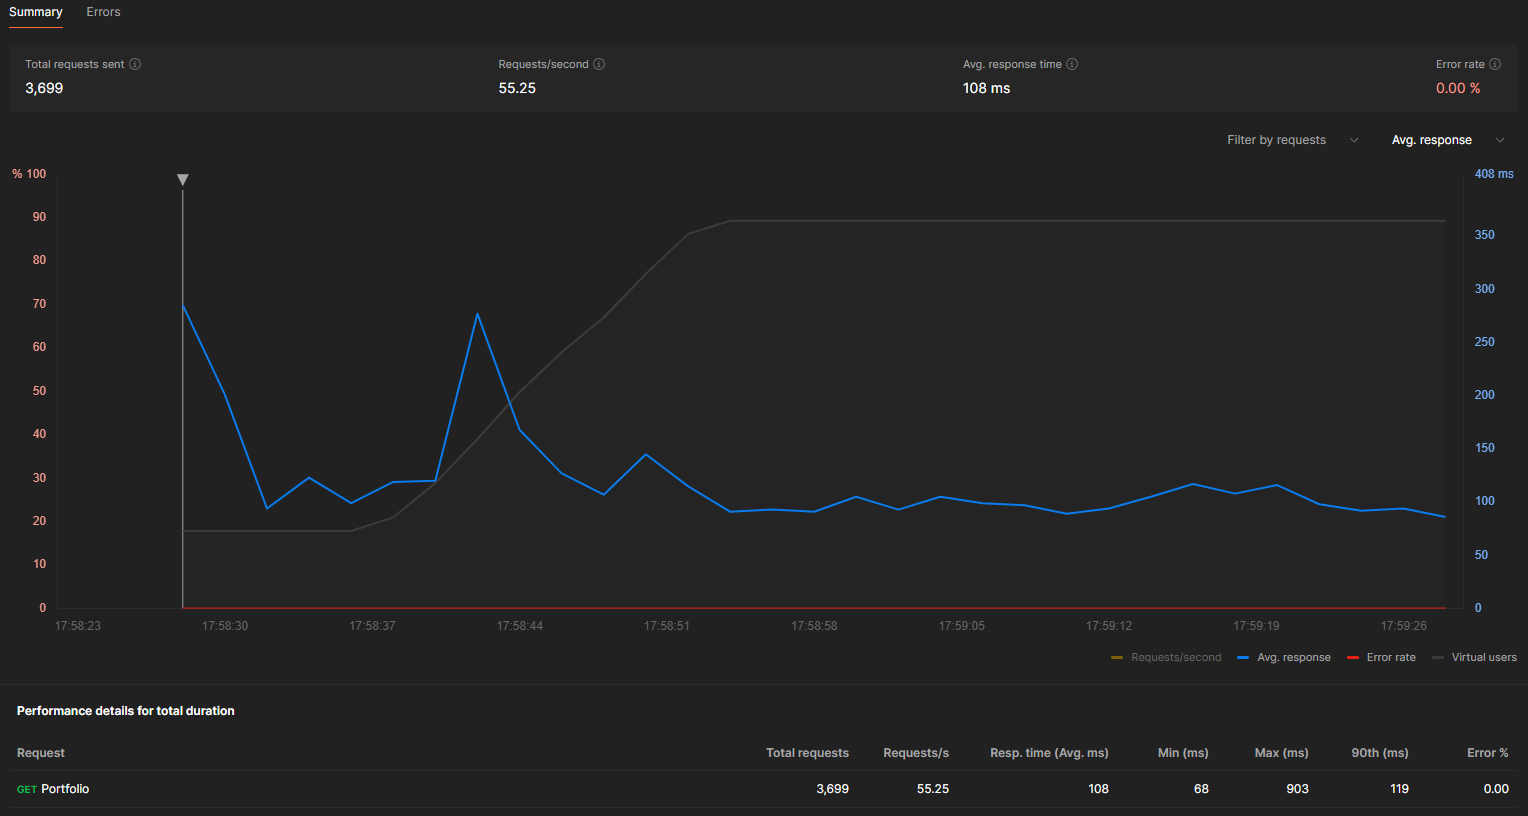 Summary Errors
Total requests sent Requests/second Avg. response time Error rate
3,699 55.25 108 ms 0.00 %
Filter by requests Avg. response
% 100 408 ms
90
350
80
70
300
60
250
50
200
40
150
30
100
20
50
10
0 0
17:58:23 17:58:30 17:58:37 17:58:44 17:58:51 17:58:58 17:59:05 17:59:12 17:59:19 17:59:26
Requests/second Avg. response Error rate Virtual users
Performance details for total duration
Request Total requests Requests/s Resp. time (Avg. ms) Min (ms) Max (ms) 90th (ms) Error %
GET Portfolio 3,699 55.25 108 68 903 119 0.00